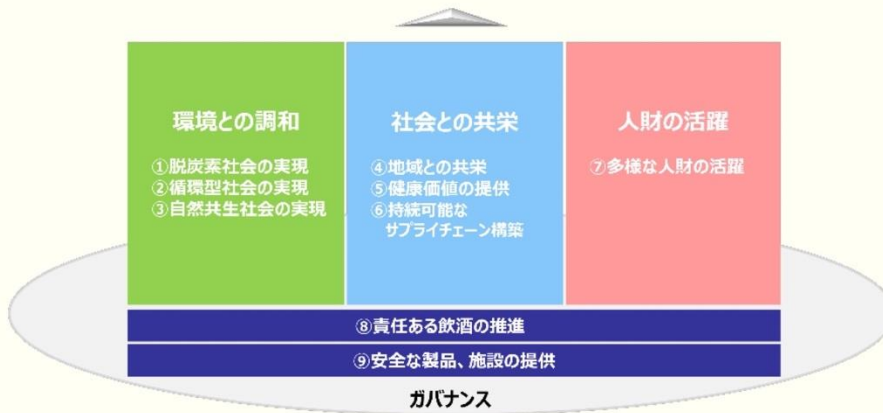 環境との調和
①脱炭素社会の実現
②循環型社会の実現
③自然共生社会の実現
社会との共栄
④地域との共栄
⑤健康価値の提供
⑥持続可能な
サプライチェーン構築
人財の活躍
⑦多様な人財の活躍
⑧責任ある飲酒の推進
⑨安全な製品、施設の提供
ガバナンス